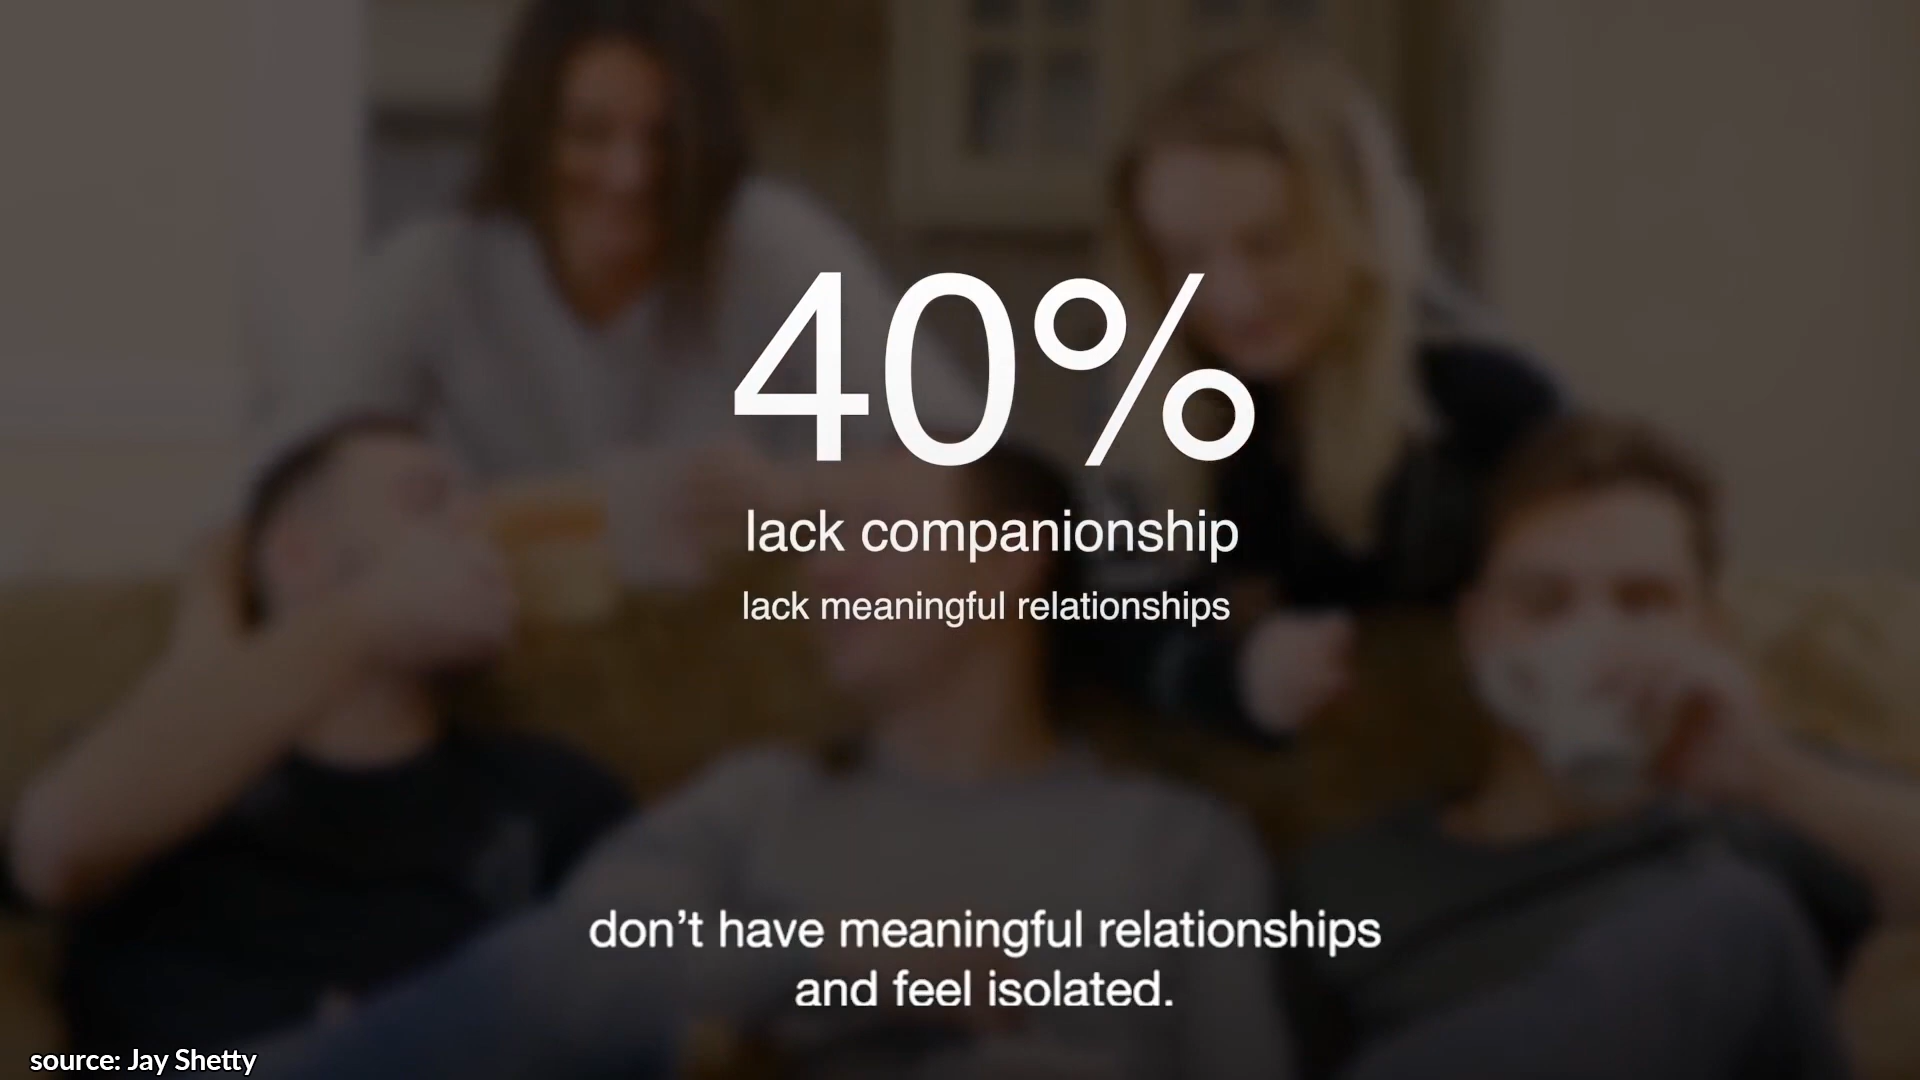 40%
lack companionship
lack meaningful relationships
don’t have meaningful relationships
and feel isolated.
source: Jay Shetty